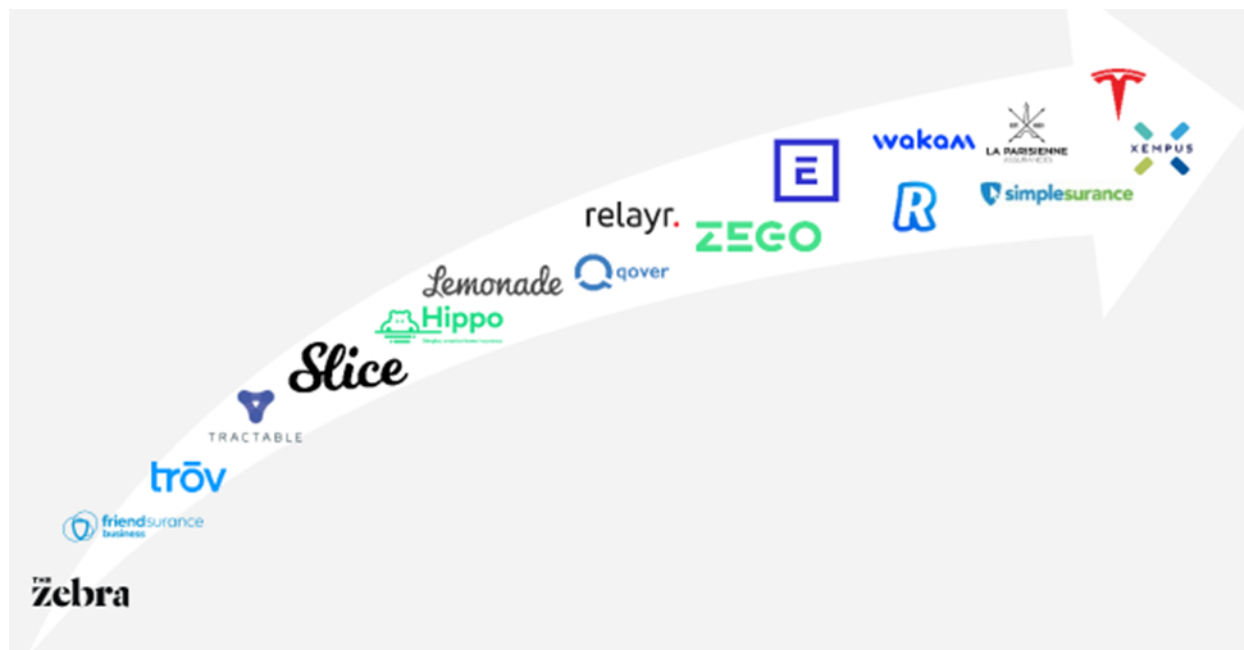 THE
zebra
friendsurance
business
trōv
TRACTABLE
Slice
Hippo
Lemonade
qover
relayr.
ZEGO
E
wakam
R
LA PARISIENNE
ASSURANCES
simplesurance
XEMPUS